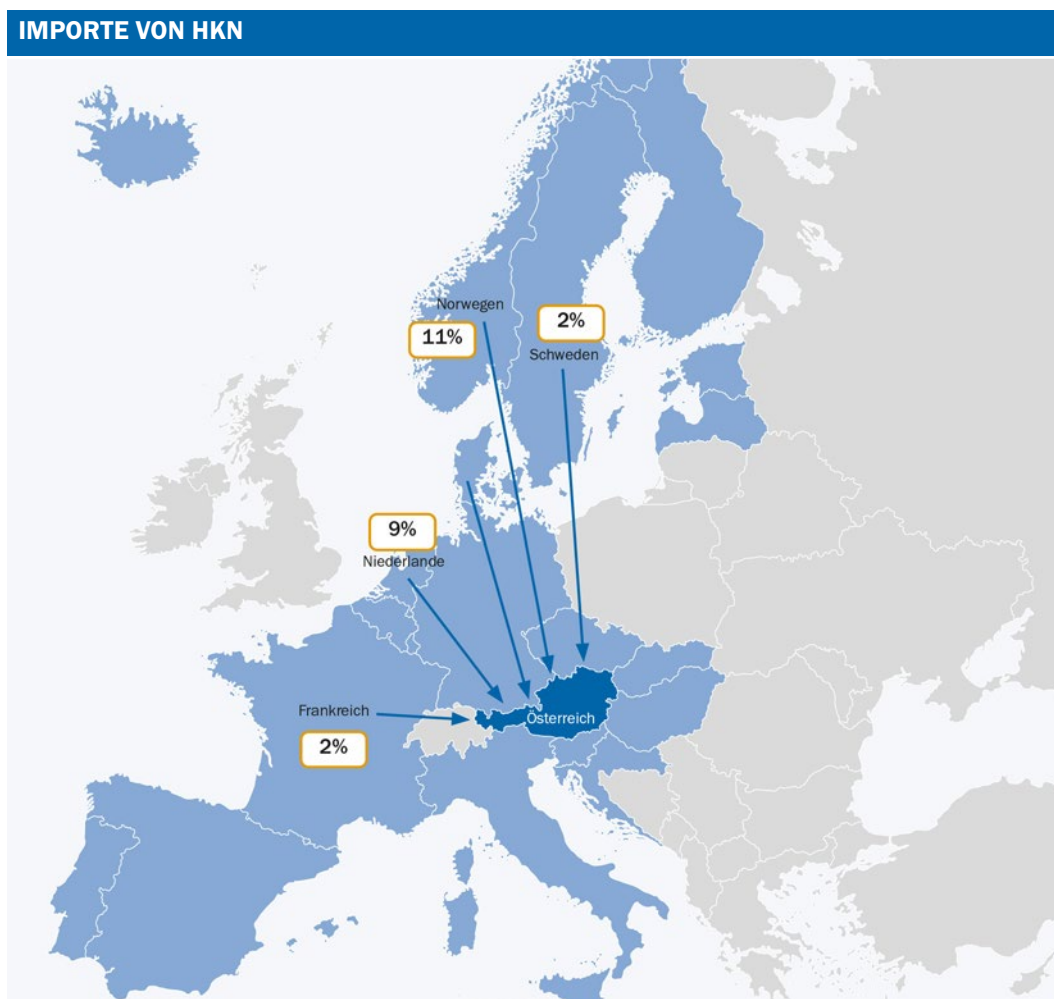 IMPORTE VON HKN
Norwegen
11%
2%
Schweden
9%
Niederlande
Frankreich
2%
Österreich